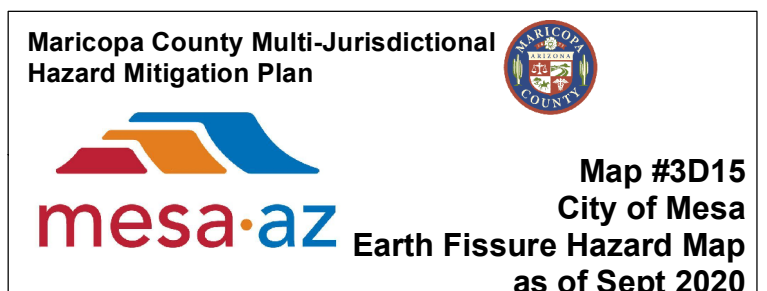 Maricopa County Multi-Jurisdictional
Hazard Mitigation Plan
MARICOPA
ARIZONA
COUNTY
mesa·az
Map #3D15
City of Mesa
Earth Fissure Hazard Map
as of Sept 2020